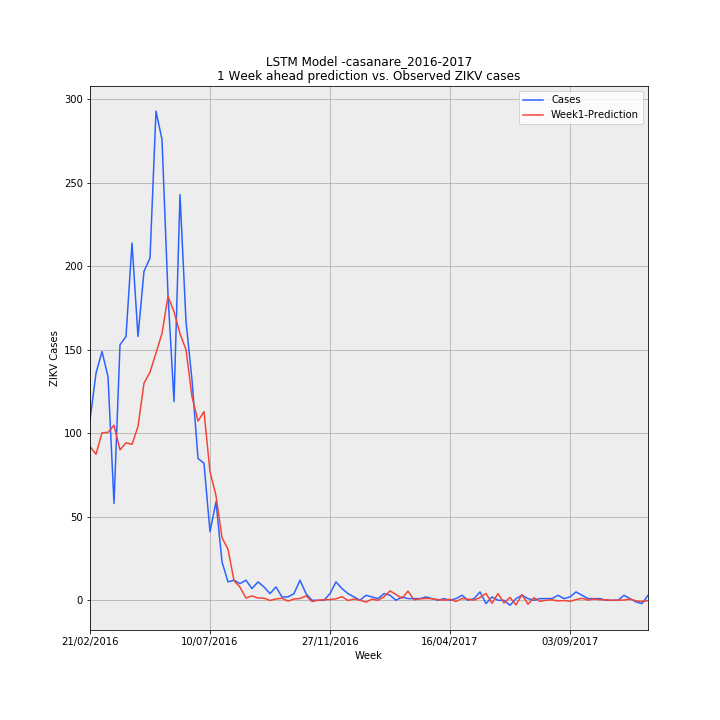 LSTM Model -casanare_2016-2017
1 Week ahead prediction vs. Observed ZIKV cases
Cases
Week1-Prediction
300
250
200
150
100
50
0
ZIKV Cases
21/02/2016
10/07/2016
27/11/2016
16/04/2017
03/09/2017
Week